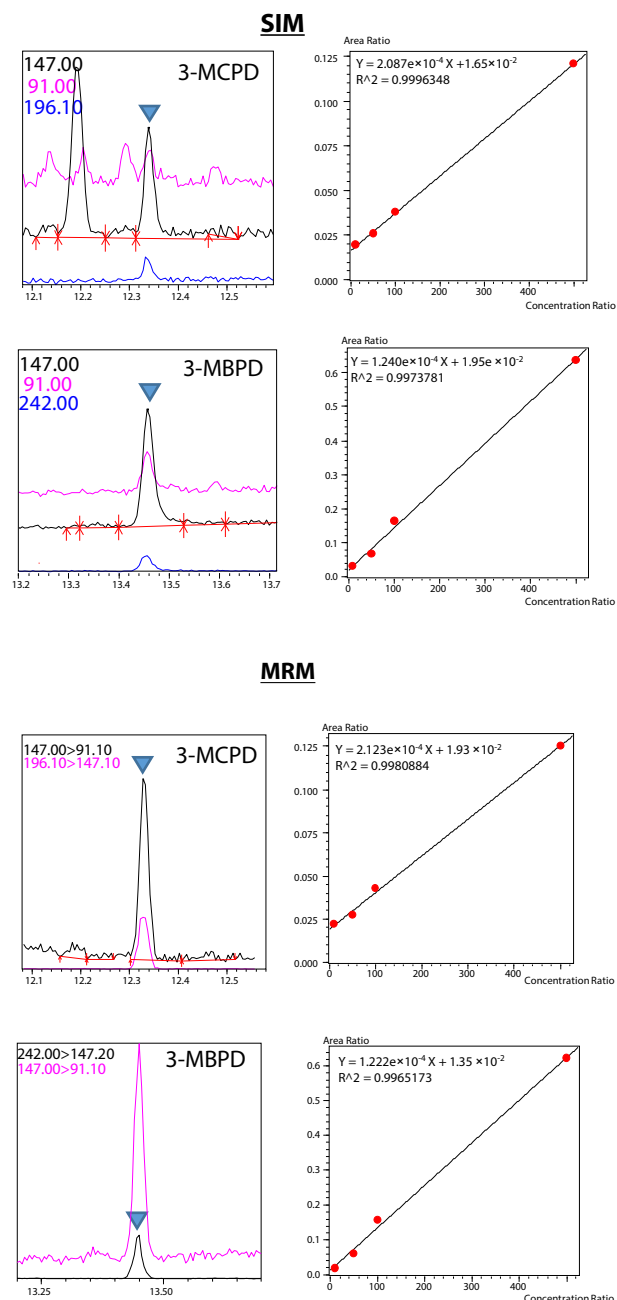 SIM
147.00
91.00
196.10
3-MCPD
12.1 12.2 12.3 12.4 12.5
Area Ratio
Y = 2.087e×10⁻⁴ X +1.65×10⁻²
R^2 = 0.9996348
0.125
0.100
0.075
0.050
0.025
0.000
0 100 200 300 400
Concentration Ratio
147.00
91.00
242.00
3-MBPD
13.2 13.3 13.4 13.5 13.6 13.7
Area Ratio
Y = 1.240e×10⁻⁴ X + 1.95e ×10⁻²
R^2 = 0.9973781
0.6
0.5
0.4
0.3
0.2
0.1
0.0
0 100 200 300 400
Concentration Ratio
MRM
147.00>91.10
196.10>147.10
3-MCPD
12.1 12.2 12.3 12.4 12.5
Area Ratio
Y = 2.123e×10⁻⁴ X + 1.93 ×10⁻²
R^2 = 0.9980884
0.125
0.100
0.075
0.050
0.025
0.000
0 100 200 300 400
Concentration Ratio
242.00>147.20
147.00>91.10
3-MBPD
13.25 13.50
Area Ratio
Y = 1.222e×10⁻⁴ X + 1.35 ×10⁻²
R^2 = 0.9965173
0.6
0.5
0.4
0.3
0.2
0.1
0.0
0 100 200 300 400
Concentration Ratio